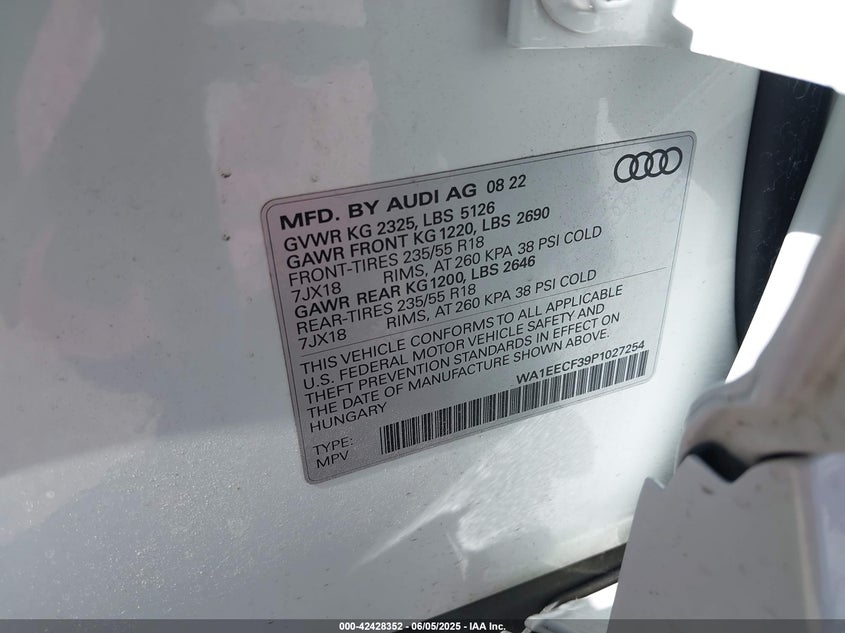 MFD. BY AUDI AG 08 22
GVWR KG 2325, LBS 5126
GAWR FRONT KG 1220, LBS 2690
FRONT-TIRES 235/55 R18
7JX18 RIMS, AT 260 KPA 38 PSI COLD
GAWR REAR KG 1200, LBS 2646
REAR-TIRES 235/55 R18
7JX18 RIMS, AT 260 KPA 38 PSI COLD
THIS VEHICLE CONFORMS TO ALL APPLICABLE
U.S. FEDERAL MOTOR VEHICLE SAFETY AND
THEFT PREVENTION STANDARDS IN EFFECT ON
THE DATE OF MANUFACTURE SHOWN ABOVE.
HUNGARY
WA1EECF39P1027254
TYPE:
MPV
000-42428352 - 06/05/2025 - IAA Inc.